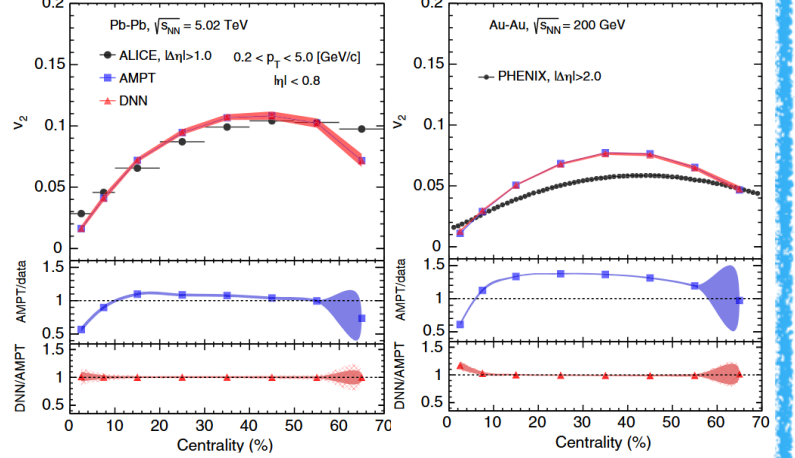 Pb-Pb, √sNN = 5.02 TeV
ALICE, |Δη|>1.0
0.2 < pT < 5.0 [GeV/c]
AMPT
|η| < 0.8
DNN
v2
0.2
0.15
0.1
0.05
0
AMPT/data
1.5
1
0.5
DNN/AMPT
1.5
1
0.5
0 10 20 30 40 50 60 70
Centrality (%)
Au-Au, √sNN = 200 GeV
PHENIX, |Δη|>2.0
v2
0.2
0.15
0.1
0.05
0
AMPT/data
1.5
1
0.5
DNN/AMPT
1.5
1
0.5
0 10 20 30 40 50 60 70
Centrality (%)